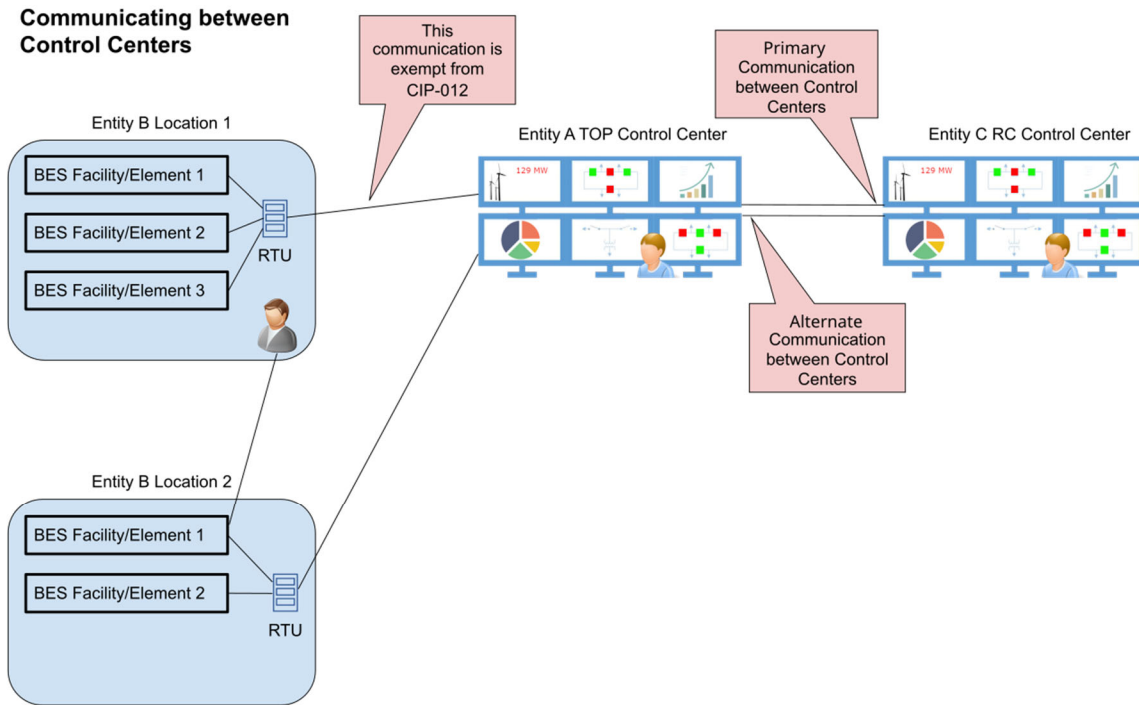 Communicating between
Control Centers
This
communication is
exempt from
CIP-012
Primary
Communication
between Control
Centers
Entity B Location 1
Entity A TOP Control Center
Entity C RC Control Center
BES Facility/Element 1
BES Facility/Element 2
BES Facility/Element 3
RTU
129 MW
129 MW
Alternate
Communication
between Control
Centers
Entity B Location 2
BES Facility/Element 1
BES Facility/Element 2
RTU